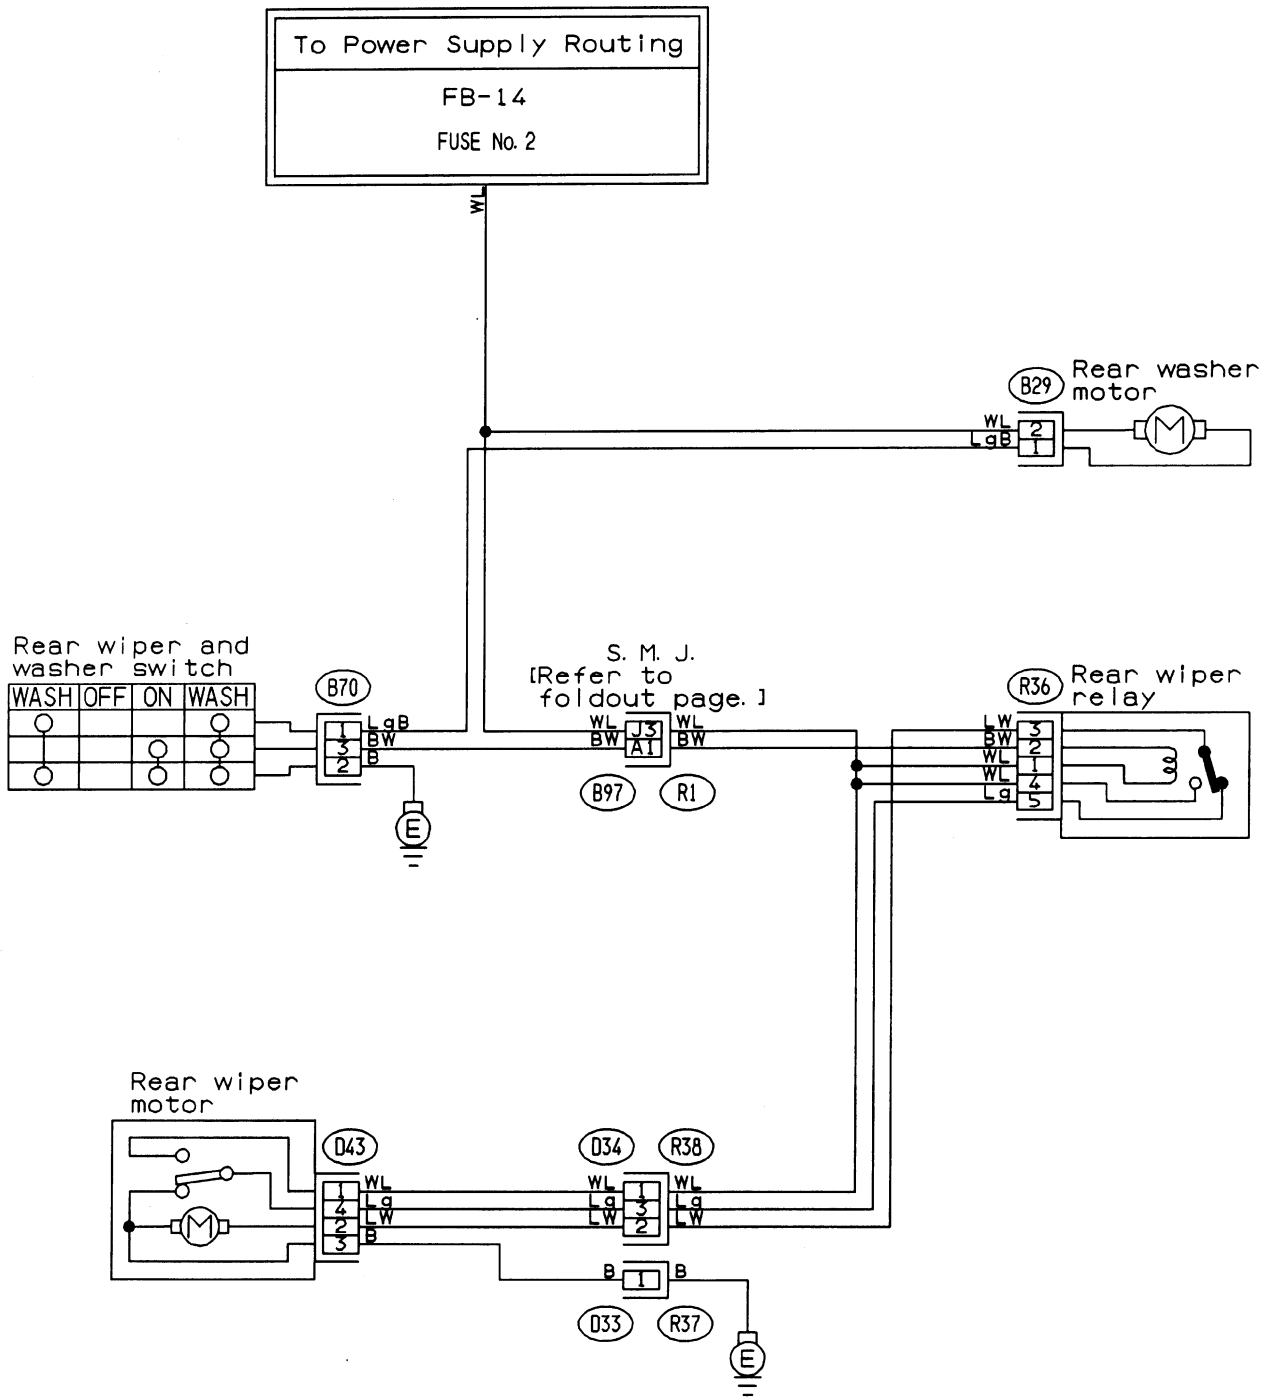 To Power Supply Routing
FB-14
FUSE No. 2
WL
Rear washer
motor
B29
WL 2
LgB 1
M
Rear wiper and
washer switch
WASH OFF ON WASH
B70
1 LgB
3 BW
2 B
E
S. M. J.
[Refer to
foldout page. ]
WL J3 WL
BW A1 BW
B97 R1
R36
Rear wiper
relay
LW 3
BW 2
WL 1
WL 4
Lg 5
Rear wiper
motor
M
D43 D34 R38
1 WL WL 1 WL
4 Lg Lg 3 Lg
2 LW LW 2 LW
3 B
B 1 B
D33 R37
E